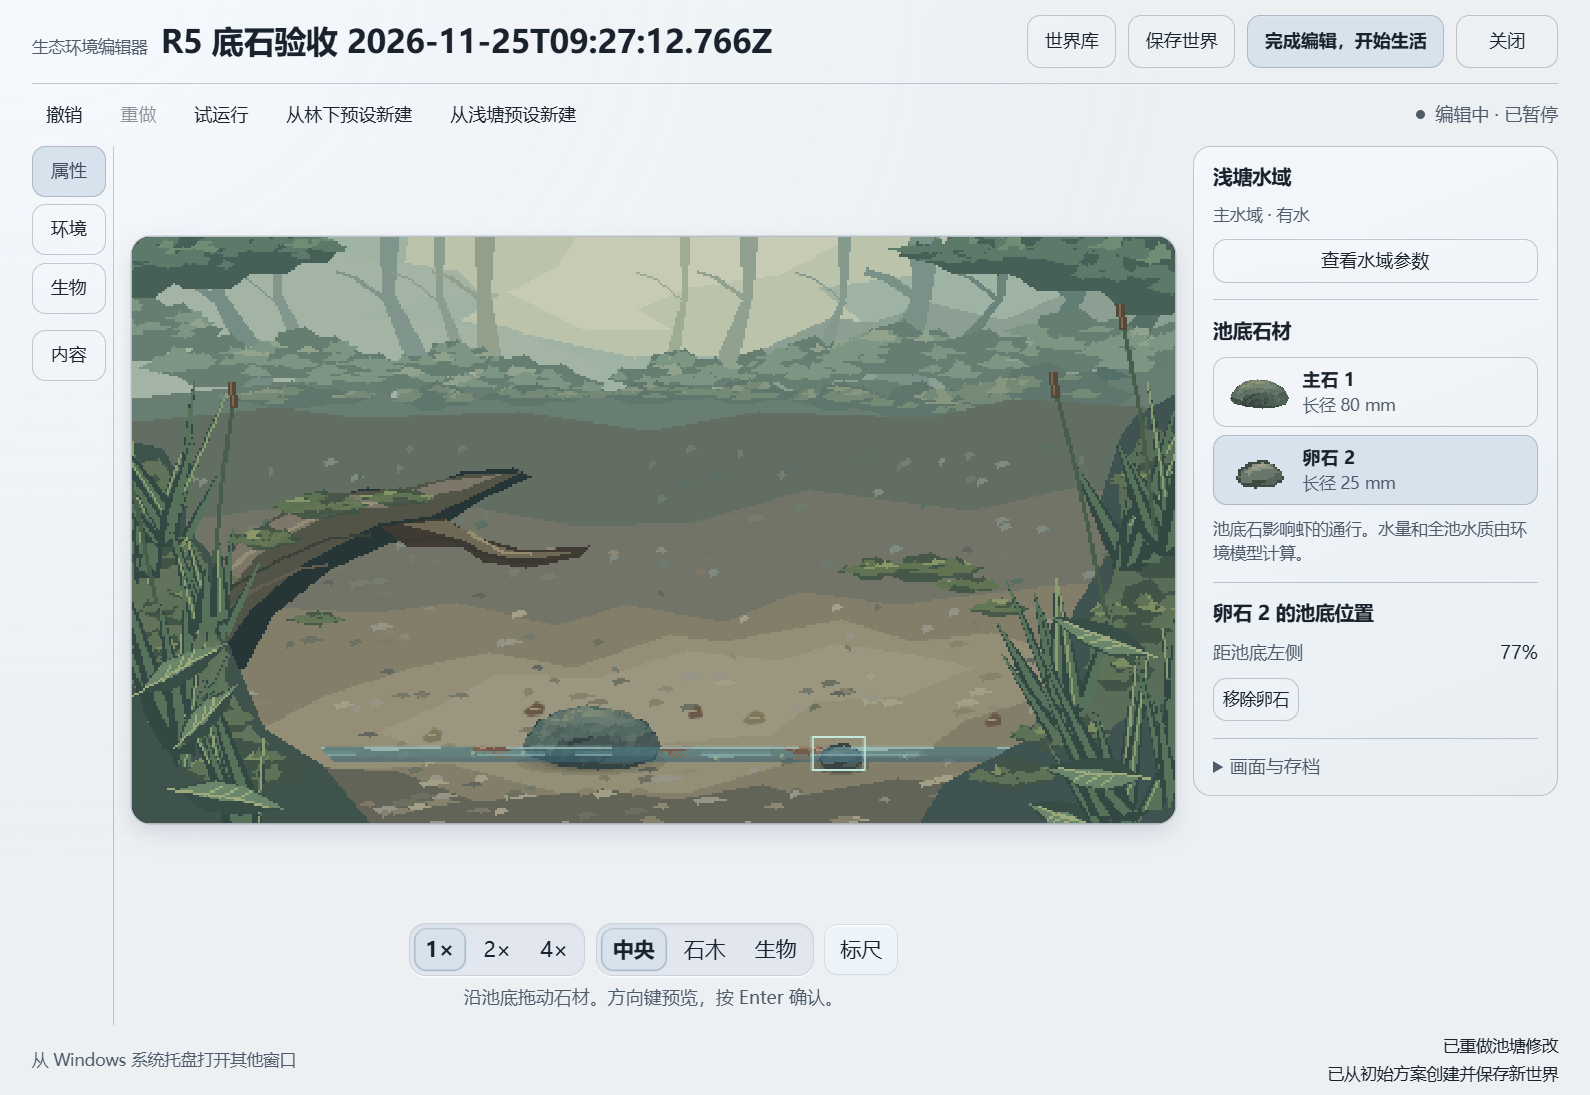 生态环境编辑器 R5 底石验收 2026-11-25T09:27:12.766Z
世界库 保存世界 完成编辑，开始生活 关闭
撤销 重做 试运行 从林下预设新建 从浅塘预设新建
编辑中 · 已暂停
属性
环境
生物
内容
浅塘水域
主水域 · 有水
查看水域参数
池底石材
主石 1
长径 80 mm
卵石 2
长径 25 mm
池底石影响虾的通行。水量和全池水质由环
境模型计算。
卵石 2 的池底位置
距池底左侧 77%
移除卵石
画面与存档
1× 2× 4× 中央 石木 生物 标尺
沿池底拖动石材。方向键预览，按 Enter 确认。
从 Windows 系统托盘打开其他窗口
已重做池塘修改
已从初始方案创建并保存新世界